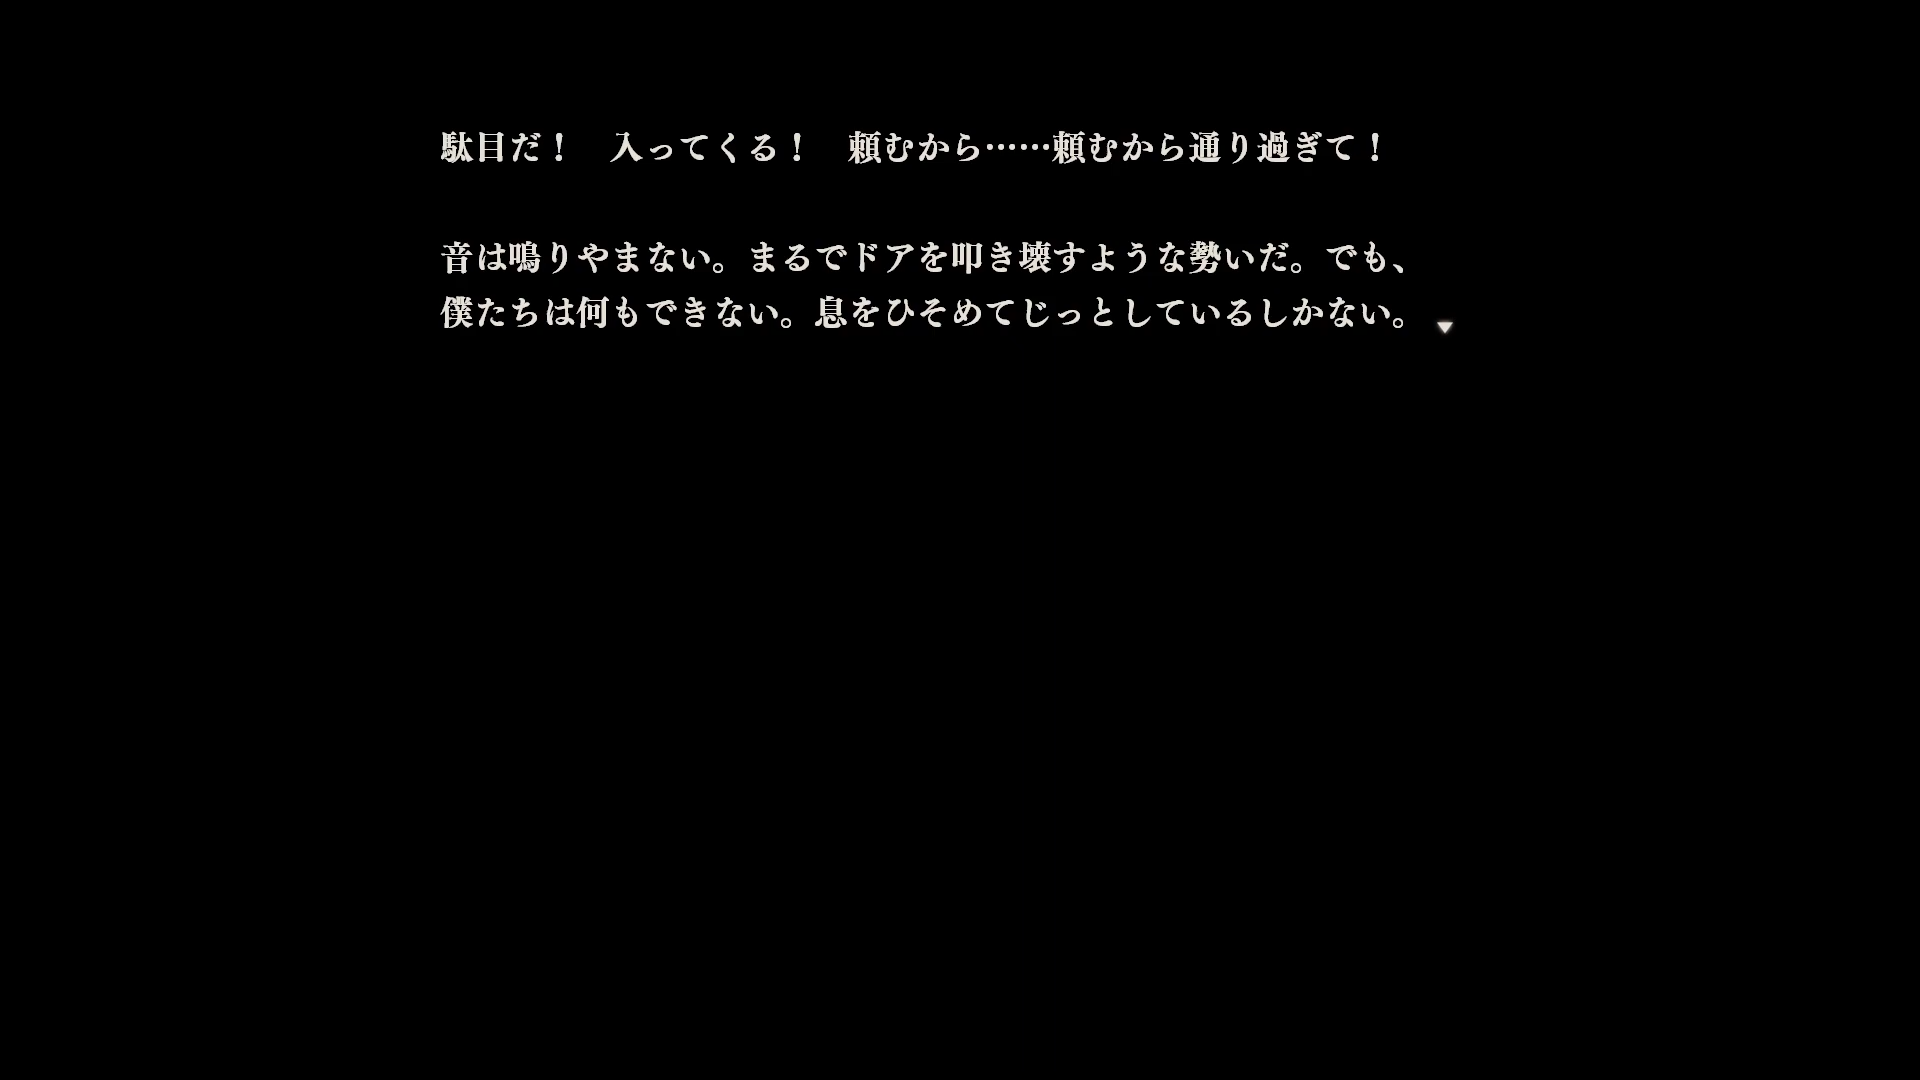 駄目だ！　入ってくる！　頼むから……頼むから通り過ぎて！
音は鳴りやまない。まるでドアを叩き壊すような勢いだ。でも、
僕たちは何もできない。息をひそめてじっとしているしかない。